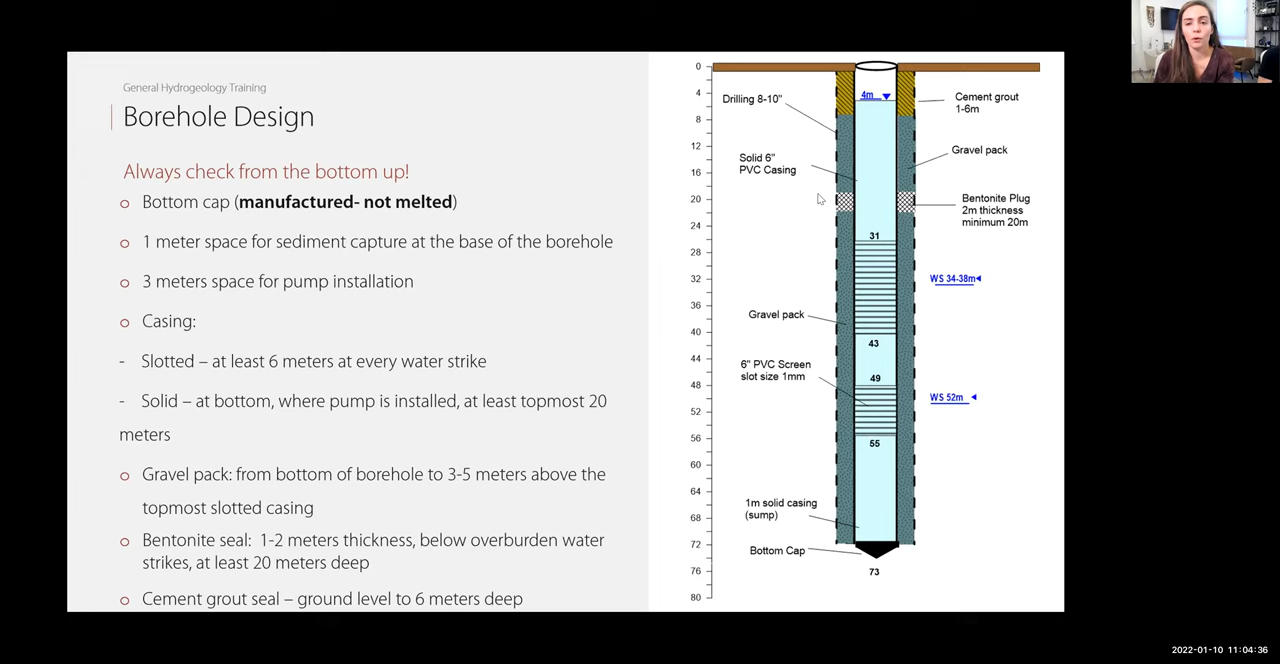 General Hydrogeology Training
Borehole Design
Always check from the bottom up!
o Bottom cap (manufactured- not melted)
o 1 meter space for sediment capture at the base of the borehole
o 3 meters space for pump installation
o Casing:
- Slotted – at least 6 meters at every water strike
- Solid – at bottom, where pump is installed, at least topmost 20
meters
o Gravel pack: from bottom of borehole to 3-5 meters above the
topmost slotted casing
o Bentonite seal: 1-2 meters thickness, below overburden water
strikes, at least 20 meters deep
o Cement grout seal – ground level to 6 meters deep
0
4
8
12
16
20
24
28
32
36
40
44
48
52
56
60
64
68
72
76
80
Drilling 8-10"
4m
Cement grout
1-6m
Solid 6"
PVC Casing
Gravel pack
Bentonite Plug
2m thickness
minimum 20m
31
WS 34-38m
Gravel pack
43
6" PVC Screen
slot size 1mm
49
WS 52m
55
1m solid casing
(sump)
Bottom Cap
73
2022-01-10 11:04:36